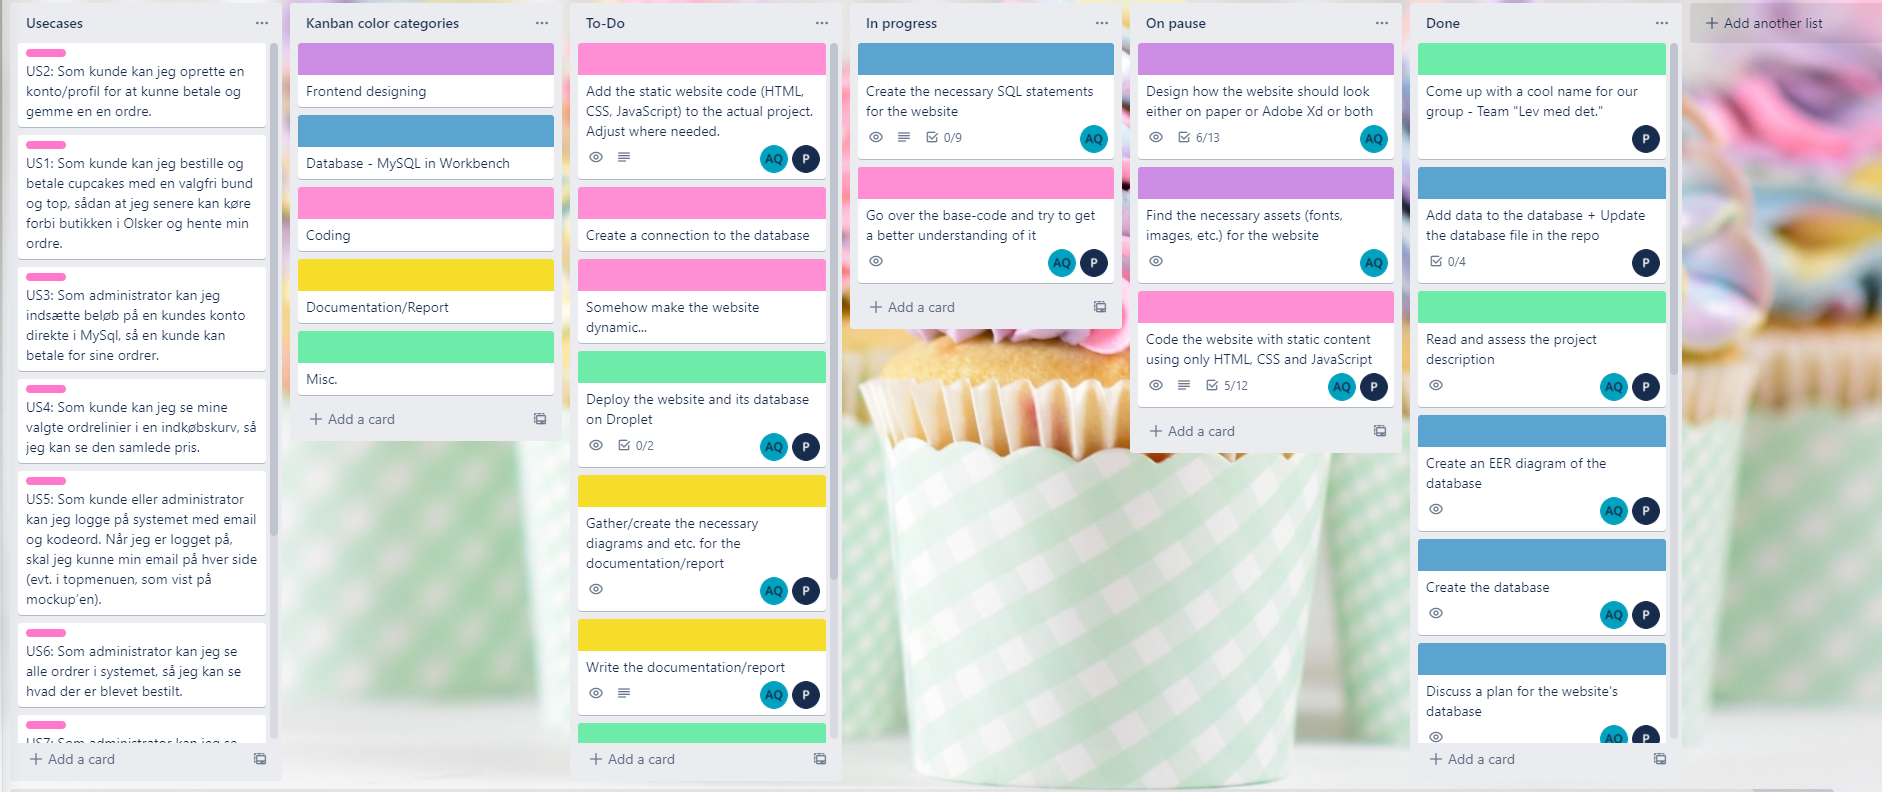 Usecases
US2: Som kunde kan jeg oprette en
konto/profil for at kunne betale og
gemme en en ordre.
US1: Som kunde kan jeg bestille og
betale cupcakes med en valgfri bund
og top, sådan at jeg senere kan køre
forbi butikken i Olsker og hente min
ordre.
US3: Som administrator kan jeg
indsætte beløb på en kundes konto
direkte i MySql, så en kunde kan
betale for sine ordrer.
US4: Som kunde kan jeg se mine
valgte ordrelinier i en indkøbskurv, så
jeg kan se den samlede pris.
US5: Som kunde eller administrator
kan jeg logge på systemet med email
og kodeord. Når jeg er logget på,
skal jeg kunne min email på hver side
(evt. i topmenuen, som vist på
mockup'en).
US6: Som administrator kan jeg se
alle ordrer i systemet, så jeg kan se
hvad der er blevet bestilt.
US7: Som administrator kan jeg se
+ Add a card
Kanban color categories
Frontend designing
Database - MySQL in Workbench
Coding
Documentation/Report
Misc.
+ Add a card
To-Do
Add the static website code (HTML,
CSS, JavaScript) to the actual project.
Adjust where needed.
AQ P
Create a connection to the database
Somehow make the website
dynamic...
Deploy the website and its database
on Droplet
0/2 AQ P
Gather/create the necessary
diagrams and etc. for the
documentation/report
AQ P
Write the documentation/report
AQ P
+ Add a card
In progress
Create the necessary SQL statements
for the website
0/9 AQ
Go over the base-code and try to get
a better understanding of it
AQ P
+ Add a card
On pause
Design how the website should look
either on paper or Adobe Xd or both
6/13 AQ
Find the necessary assets (fonts,
images, etc.) for the website
AQ
Code the website with static content
using only HTML, CSS and JavaScript
5/12 AQ P
+ Add a card
Done
Come up with a cool name for our
group - Team "Lev med det."
P
Add data to the database + Update
the database file in the repo
0/4 P
Read and assess the project
description
AQ P
Create an EER diagram of the
database
AQ P
Create the database
AQ P
Discuss a plan for the website's
database
AQ P
+ Add a card
+ Add another list